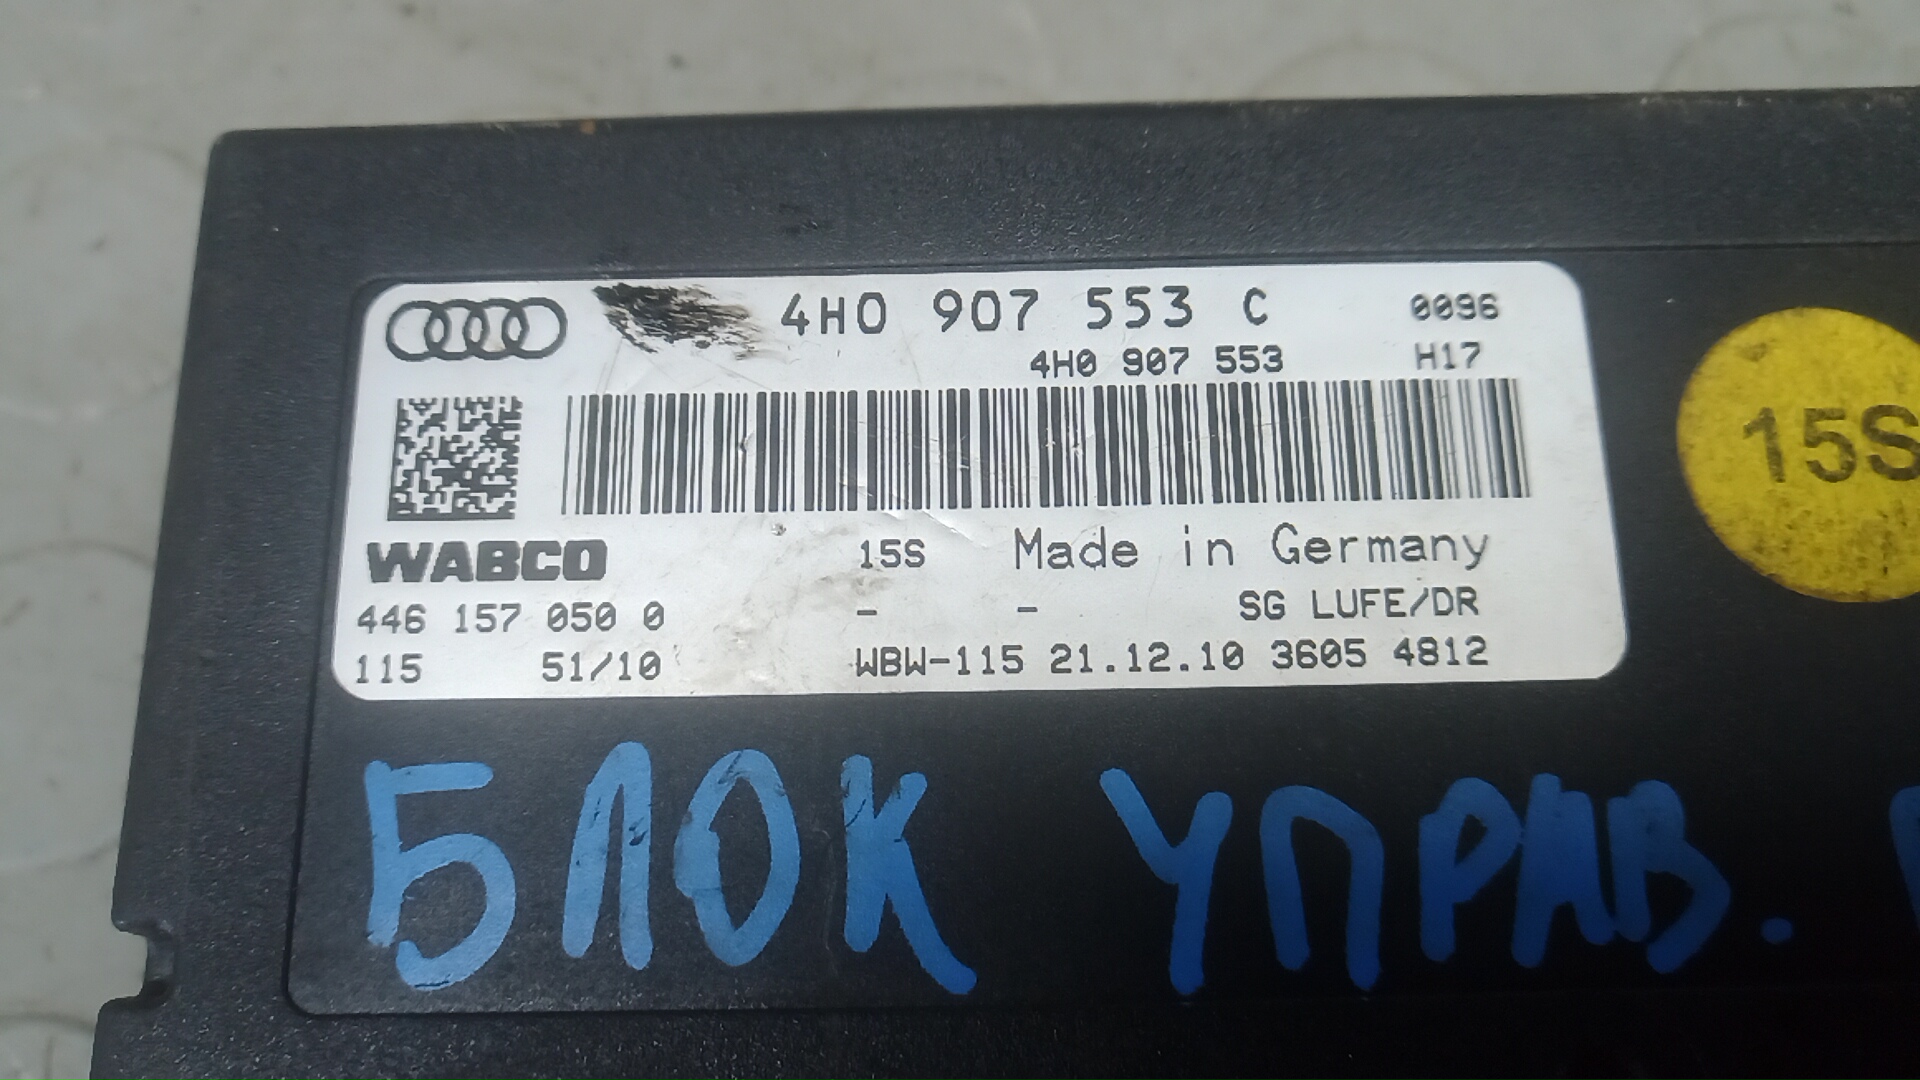 4H0 907 553 C 0096
4H0 907 553 H17
WABCO 15S Made in Germany
446 157 050 0 - - SG LUFE/DR
115 51/10 WBW-115 21.12.10 3605 4812
15S
БЛОК УПРАВ.